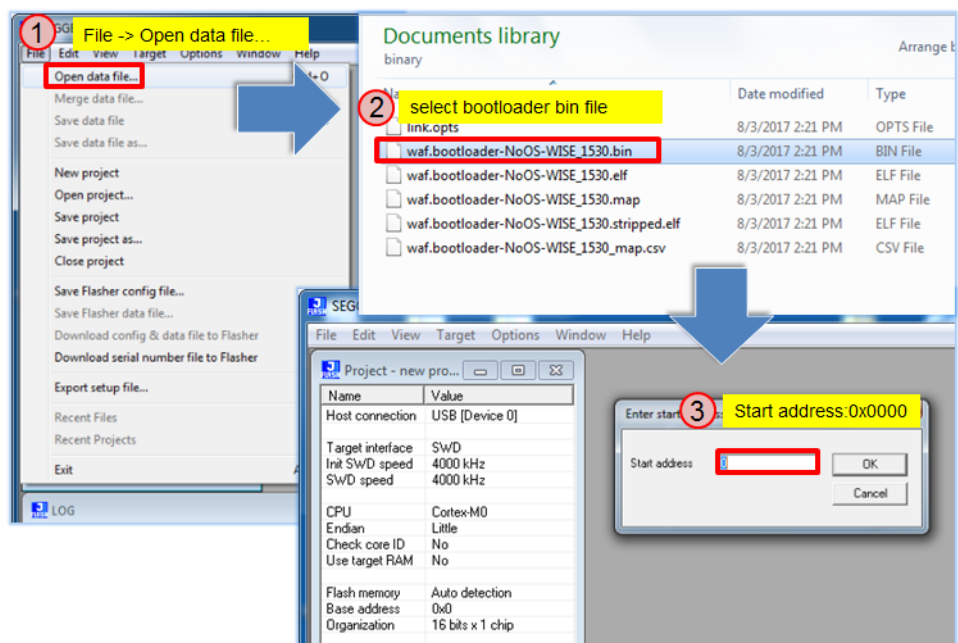 1
File -> Open data file...
File Edit View Target Options Window Help
Open data file...
Merge data file...
Save data file
Save data file as...
New project
Open project...
Save project
Save project as...
Close project
Save Flasher config file...
Save Flasher data file...
Download config & data file to Flasher
Download serial number file to Flasher
Export setup file...
Recent Files
Recent Projects
Exit
LOG
Documents library
binary
Arrange
Date modified Type
2
select bootloader bin file
link.opts 8/3/2017 2:21 PM OPTS File
waf.bootloader-NoOS-WISE_1530.bin 8/3/2017 2:21 PM BIN File
waf.bootloader-NoOS-WISE_1530.elf 8/3/2017 2:21 PM ELF File
waf.bootloader-NoOS-WISE_1530.map 8/3/2017 2:21 PM MAP File
waf.bootloader-NoOS-WISE_1530.stripped.elf 8/3/2017 2:21 PM ELF File
waf.bootloader-NoOS-WISE_1530_map.csv 8/3/2017 2:21 PM CSV File
File Edit View Target Options Window Help
Project - new pro...
Name Value
Host connection USB [Device 0]
Target interface SWD
Init SWD speed 4000 kHz
SWD speed 4000 kHz
CPU Cortex-M0
Endian Little
Check core ID No
Use target RAM No
Flash memory Auto detection
Base address 0x0
Organization 16 bits x 1 chip
Enter start
3
Start address:0x0000
Start address 0
OK
Cancel